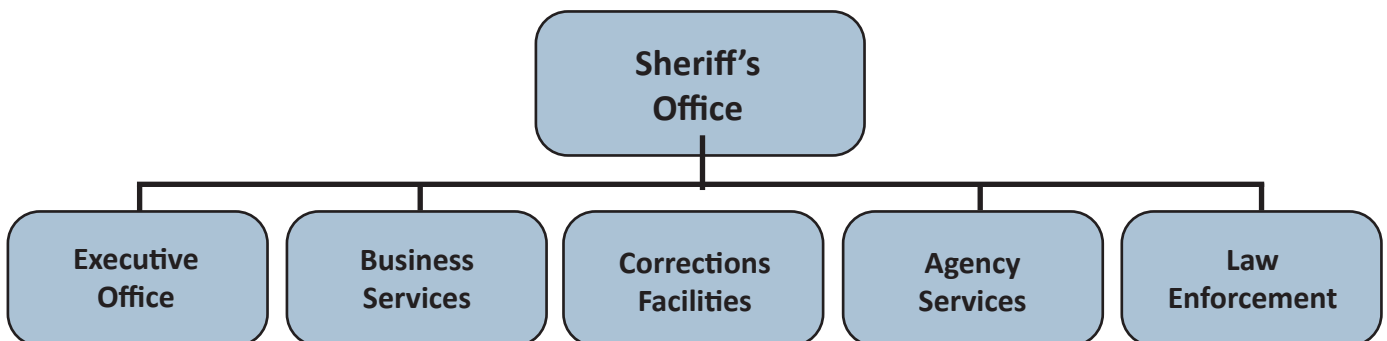 Sheriff’s
Office
Executive
Office
Business
Services
Corrections
Facilities
Agency
Services
Law
Enforcement